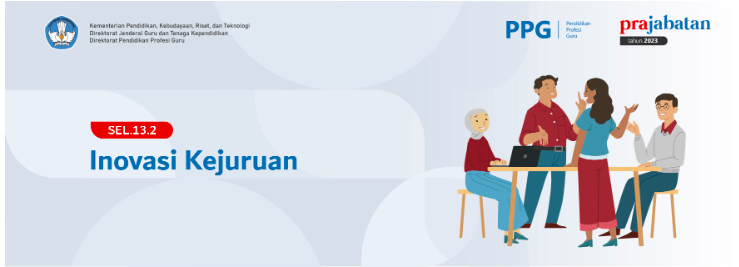 Kementerian Pendidikan, Kebudayaan, Riset, dan Teknologi
Direktorat Jenderal Guru dan Tenaga Kependidikan
Direktorat Pendidikan Profesi Guru
PPG
Pendidikan
Profesi
Guru
prajabatan
tahun 2023
SEL.13.2
Inovasi Kejuruan